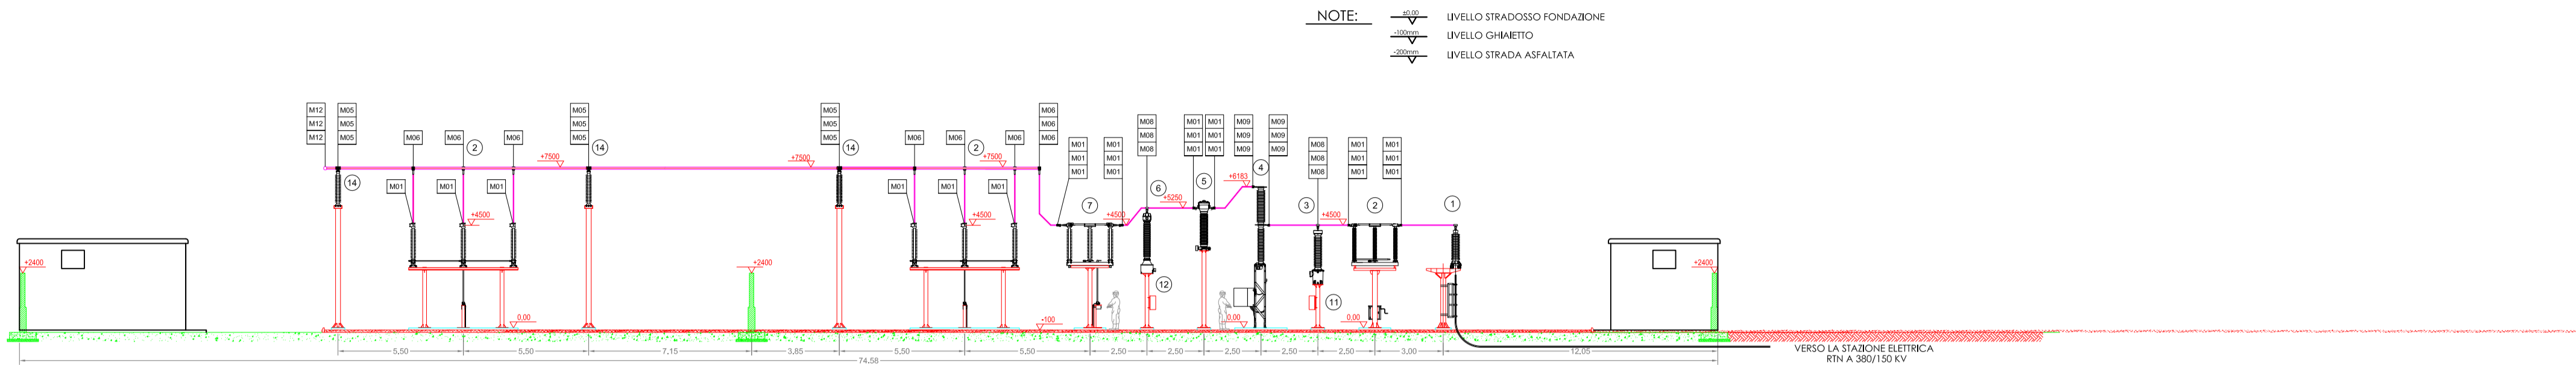 NOTE:
±0.00 LIVELLO STRADOSSO FONDAZIONE
-100mm LIVELLO GHIAIETTO
-200mm LIVELLO STRADA ASFALTATA
M12 M05 M05 M05 M06 M08 M01 M01 M09 M09
M12 M05 M05 M05 M06 M08 M01 M01 M09 M09
M12 M05 M05 M05 M06 M08 M01 M01 M09 M09
M06 M06 M06 M06 M06 M06
M01 M01 M08 M01 M01
M01 M01 M08 M01 M01
M01 M01 M08 M01 M01
2 14 14 2
+7500 +7500 +7500
14 M01 M01 M01 M01 M01 M01 6 5 4
+6183
+5250
7 3 2 1
+4500 +4500 +4500 +4500
+2400 +2400 +2400
12 11
0,00 -100 0,00 0,00
5,50 5,50 7,15 3,85 5,50 5,50 2,50 2,50 2,50 2,50 2,50 3,00 12,05
74,58
VERSO LA STAZIONE ELETTRICA
RTN A 380/150 KV